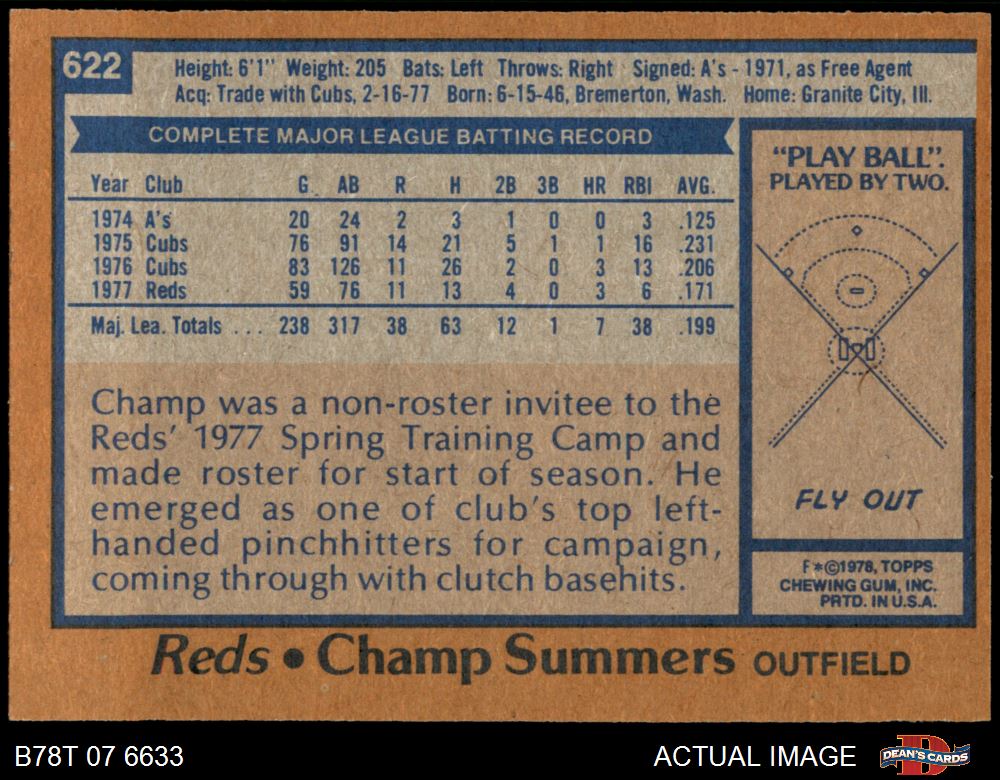 622
Height: 6'1" Weight: 205 Bats: Left Throws: Right Signed: A's - 1971, as Free Agent
Acq: Trade with Cubs, 2-16-77 Born: 6-15-46, Bremerton, Wash. Home: Granite City, Ill.
COMPLETE MAJOR LEAGUE BATTING RECORD
Year Club G AB R H 2B 3B HR RBI AVG.
1974 A's 20 24 2 3 1 0 0 3 .125
1975 Cubs 76 91 14 21 5 1 1 16 .231
1976 Cubs 83 126 11 26 2 0 3 13 .206
1977 Reds 59 76 11 13 4 0 3 6 .171
Maj. Lea. Totals ... 238 317 38 63 12 1 7 38 .199
Champ was a non-roster invitee to the
Reds' 1977 Spring Training Camp and
made roster for start of season. He
emerged as one of club's top left-
handed pinchhitters for campaign,
coming through with clutch basehits.
"PLAY BALL".
PLAYED BY TWO.
FLY OUT
F*©1978, TOPPS
CHEWING GUM, INC.
PRTD. IN U.S.A.
Reds • Champ Summers OUTFIELD
B78T 07 6633
ACTUAL IMAGE
DEAN'S CARDS